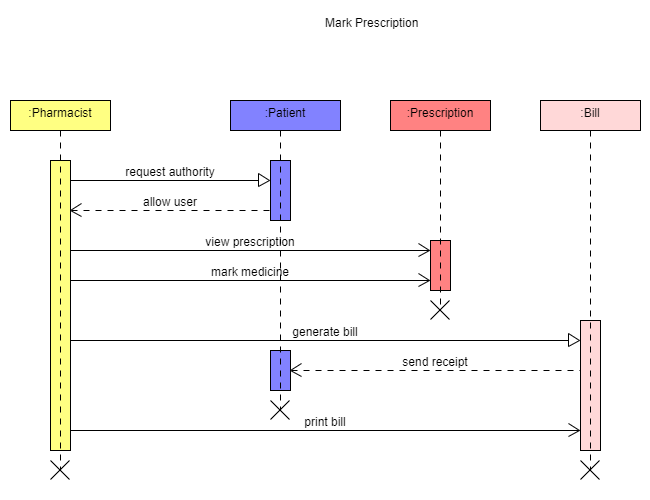 Mark Prescription
:Pharmacist
:Patient
:Prescription
:Bill
request authority
allow user
view prescription
mark medicine
generate bill
send receipt
print bill